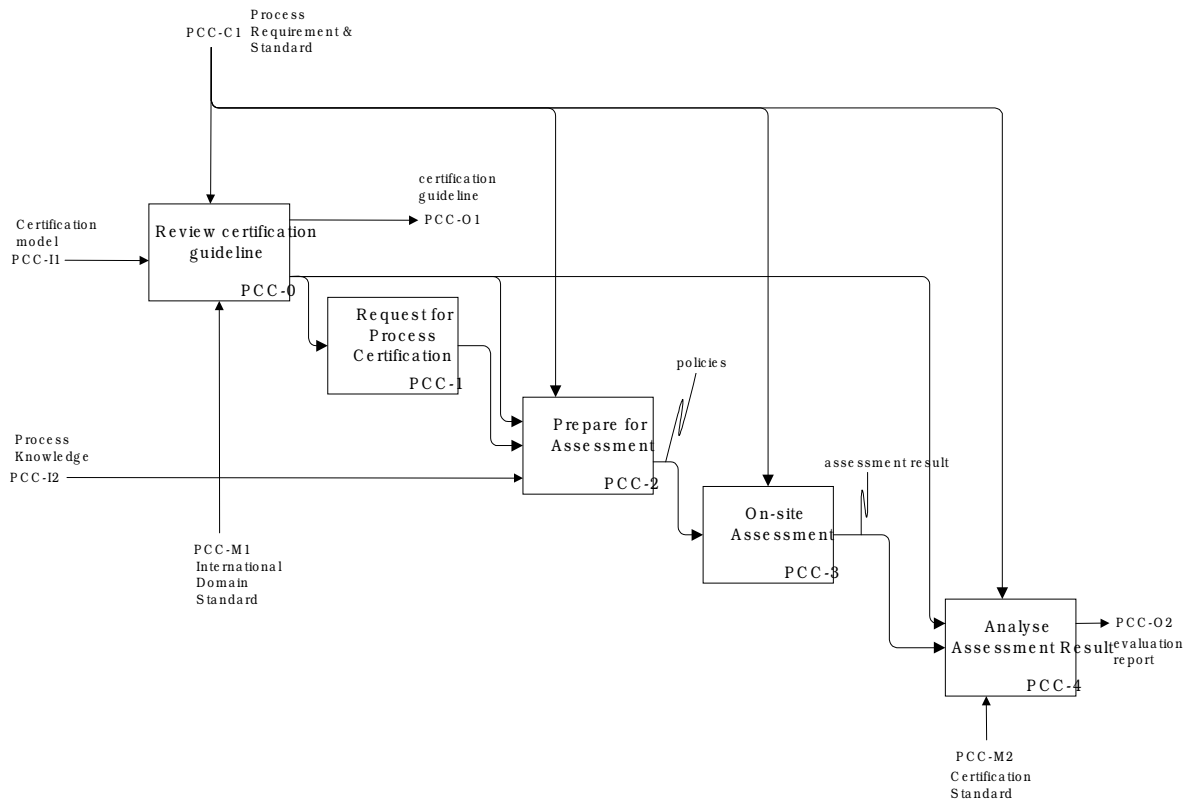 Process
PCC-C1 Requirement &
Standard
certification
guideline
PCC-O1
Certification
model
PCC-I1
Review certification
guideline
PCC-0
Request for
Process
Certification
PCC-1
policies
Prepare for
Assessment
PCC-2
Process
Knowledge
PCC-I2
assessment result
On-site
Assessment
PCC-3
PCC-M1
International
Domain
Standard
Analyse
Assessment Result
PCC-4
PCC-O2
evaluation
report
PCC-M2
Certification
Standard